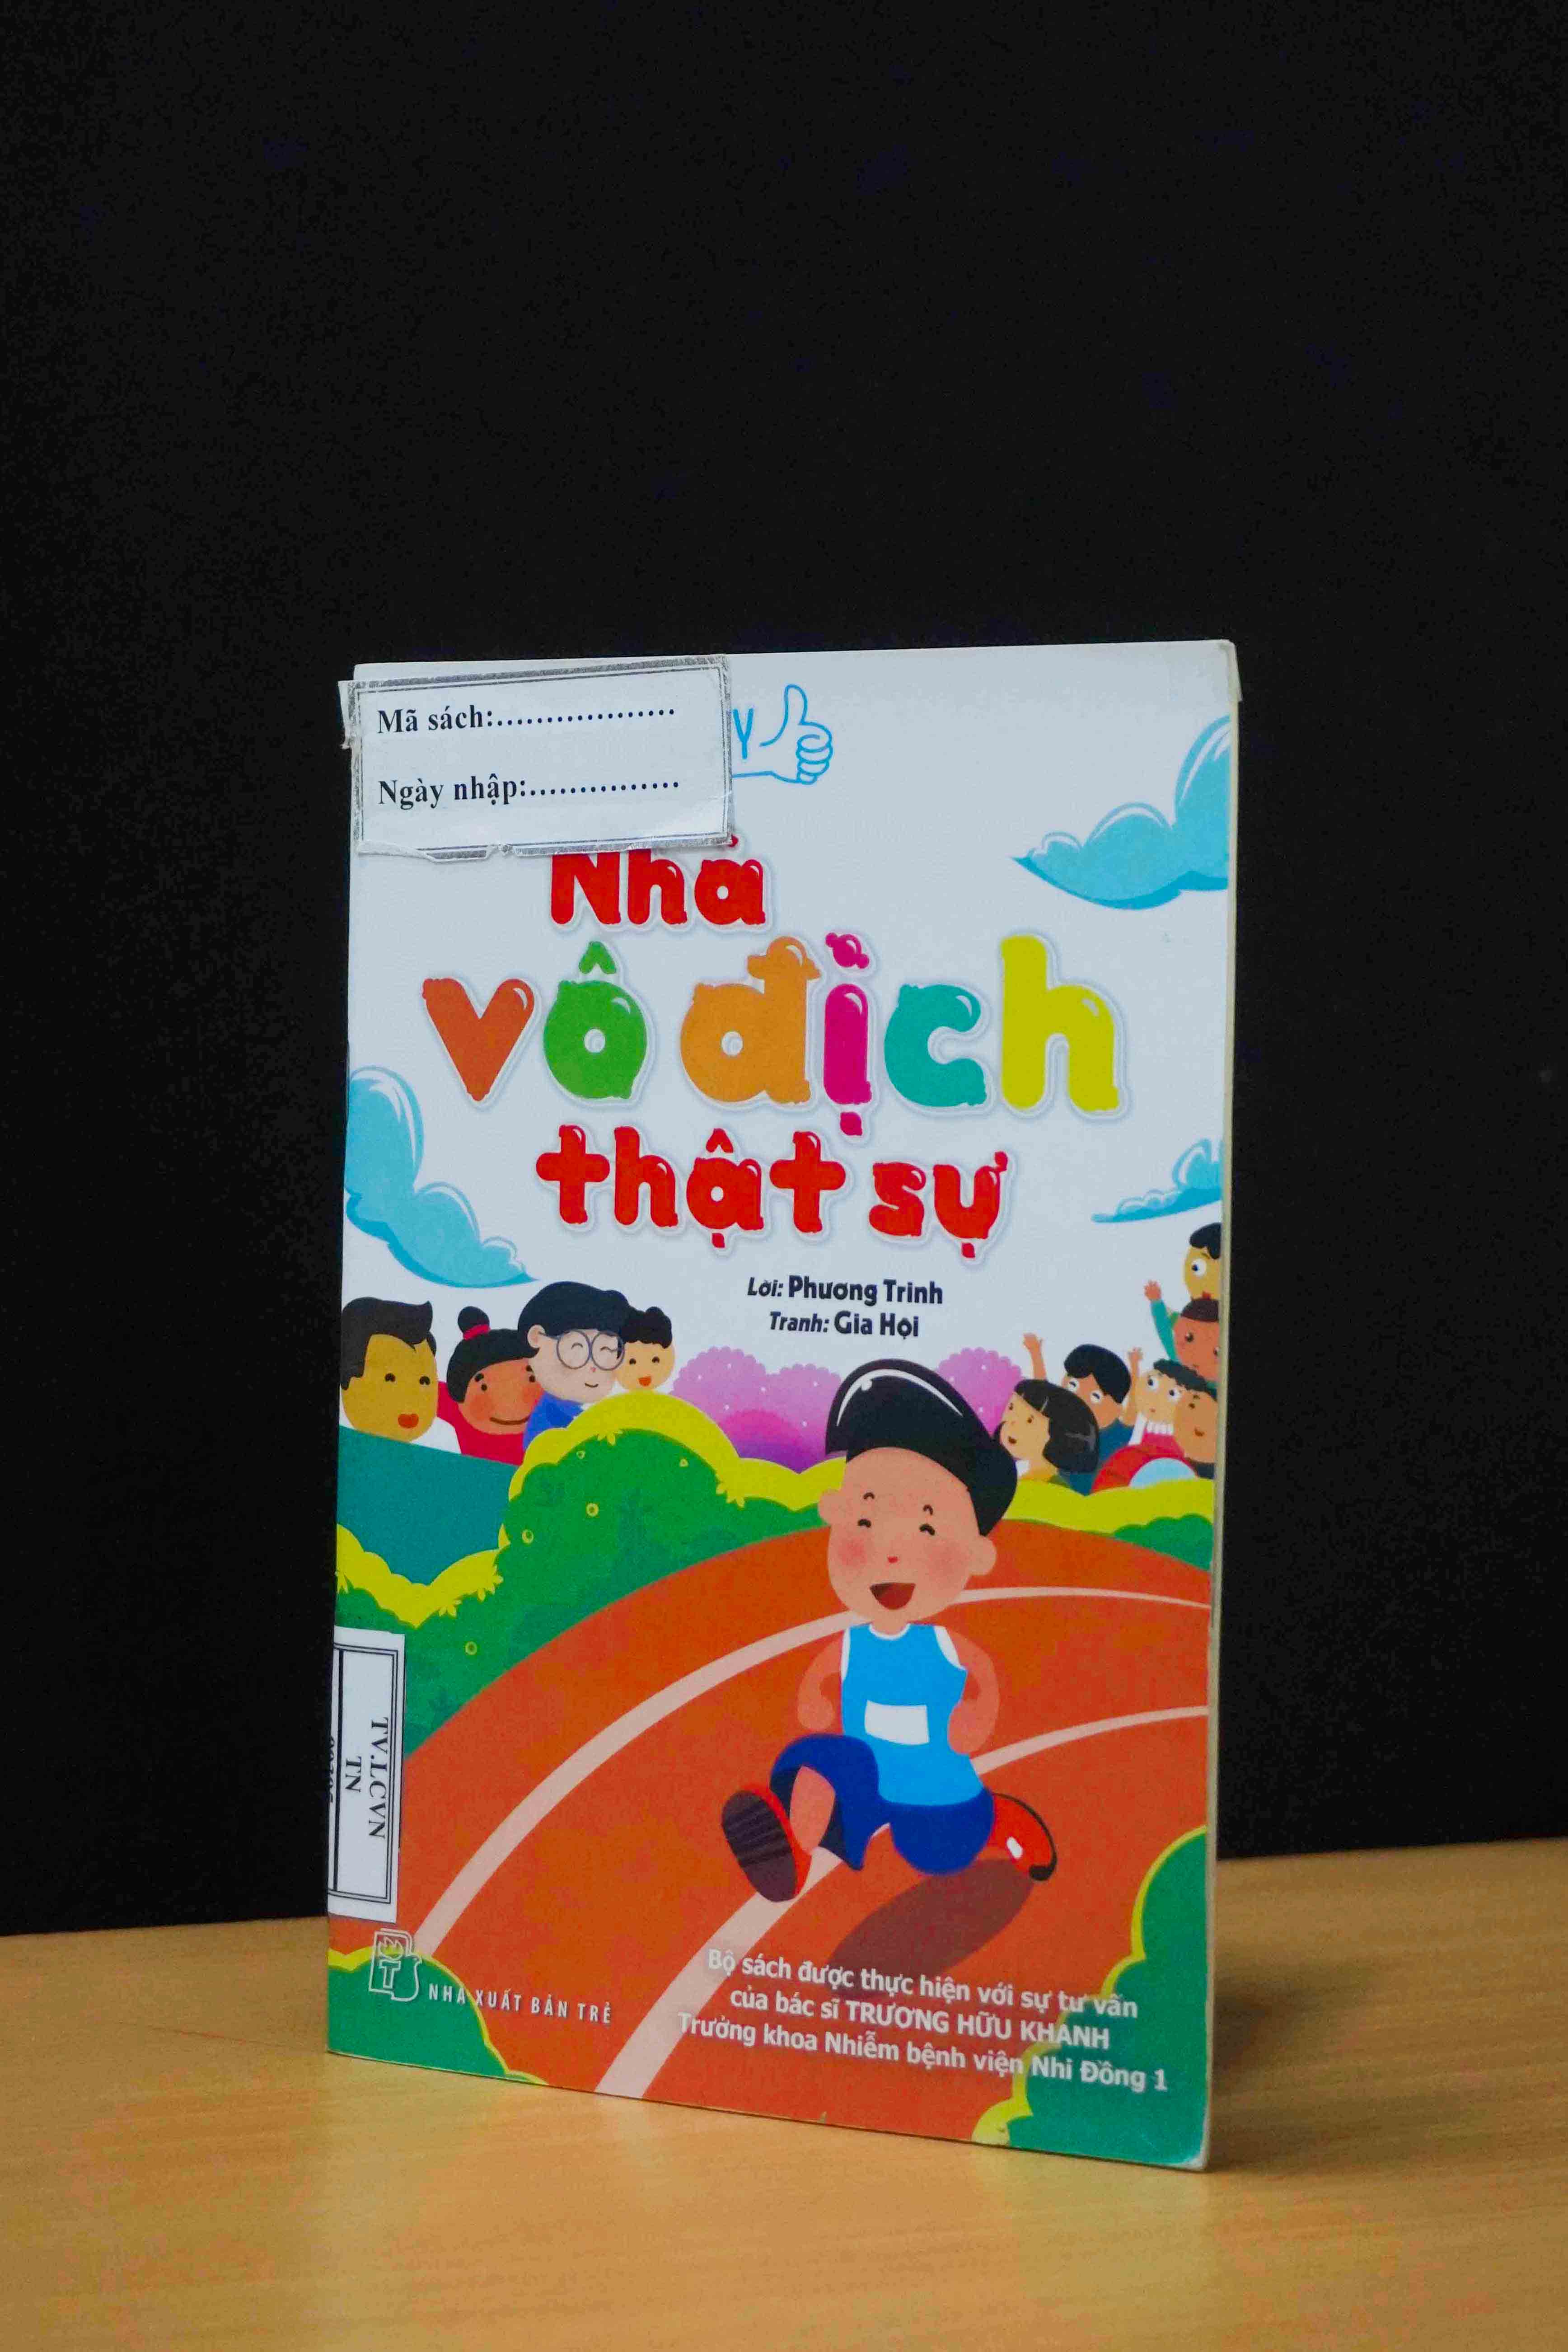 Mã sách:..................
Ngày nhập:................
Y
Nhà
vô địch
thật sự
Lời: Phương Trinh
Tranh: Gia Hội
TV.LCVN
TN
NHÀ XUẤT BẢN TRẺ
Bộ sách được thực hiện với sự tư vấn
của bác sĩ TRƯƠNG HỮU KHANH
Trưởng khoa Nhiễm bệnh viện Nhi Đồng 1